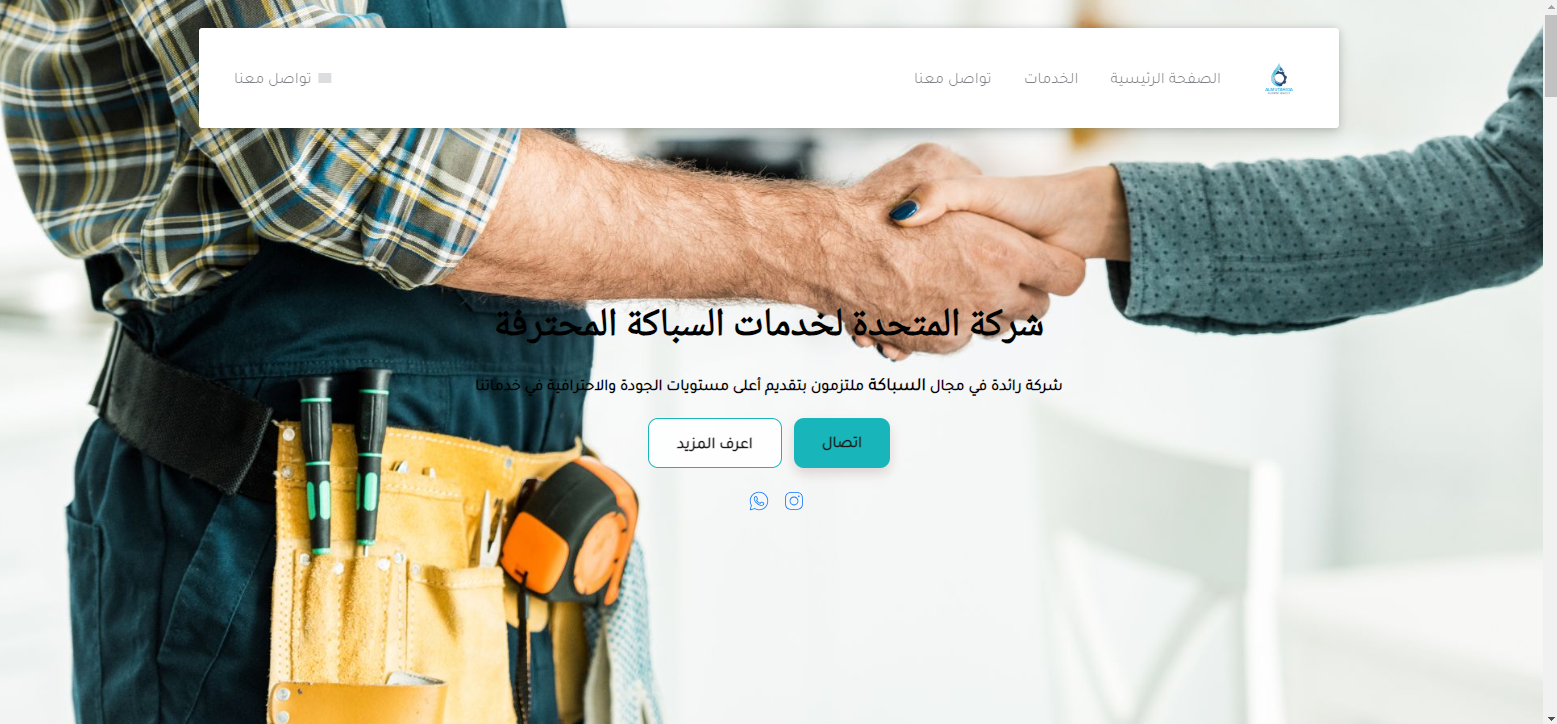 الصفحة الرئيسية
الخدمات
تواصل معنا
تواصل معنا
شركة المتحدة لخدمات السباكة المحترفة
شركة رائدة في مجال السباكة ملتزمون بتقديم أعلى مستويات الجودة والاحترافية في خدماتنا
اتصال
اعرف المزيد